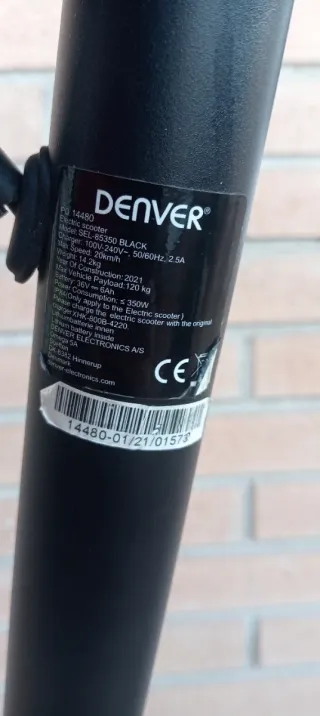 DENVER®
PO 14480
Electric scooter
Model: SEL-85350 BLACK
Charger: 100V-240V~, 50/60Hz, 2.5A
Max Speed: 20km/h
Weight: 14.2kg
Year Of Construction: 2021
Max Vehicle Payload: 120 kg
36V ⎓ 6Ah
Power Consumption: ≤ 350W
Only apply to the Electric scooter)
Please charge the electric scooter with the original
charger XHK-800B-4220.
Lithium battery inside
DENVER ELECTRONICS A/S
Omega 5A
DK-8382 Hinnerup
Denmark
denver-electronics.com
CE
14480-01/21/01573